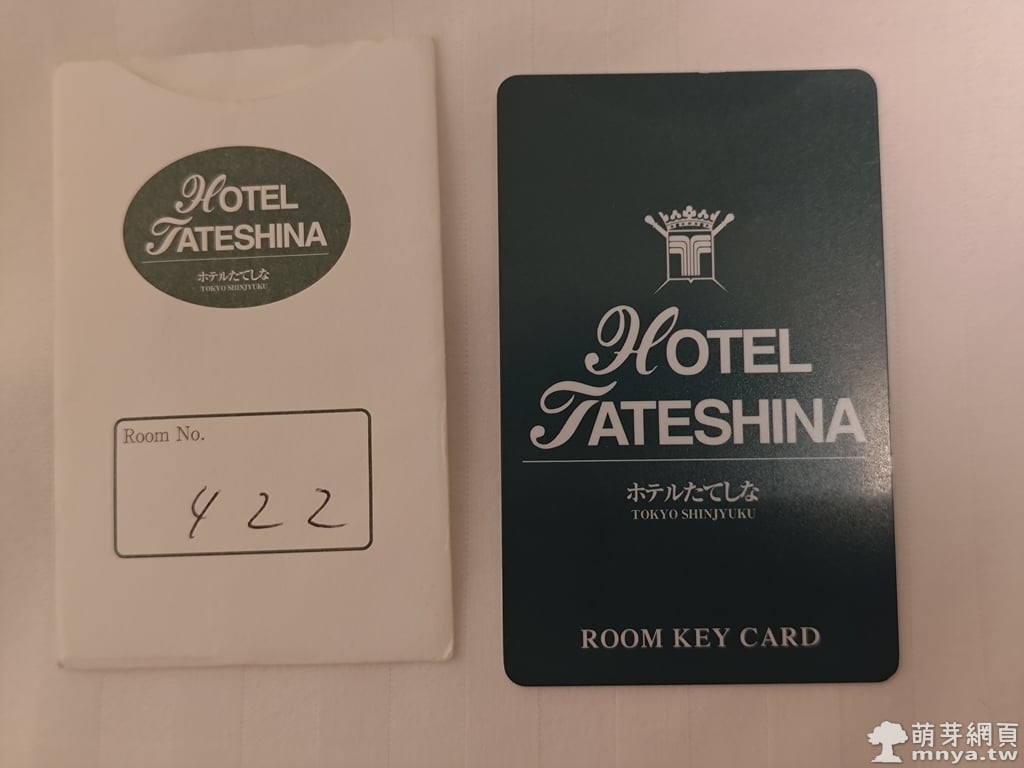 HOTEL
TATESHINA
ホテルたてしな
TOKYO SHINJYUKU
Room No.
422
HOTEL
TATESHINA
ホテルたてしな
TOKYO SHINJYUKU
ROOM KEY CARD
萌芽網頁
mnya.tw